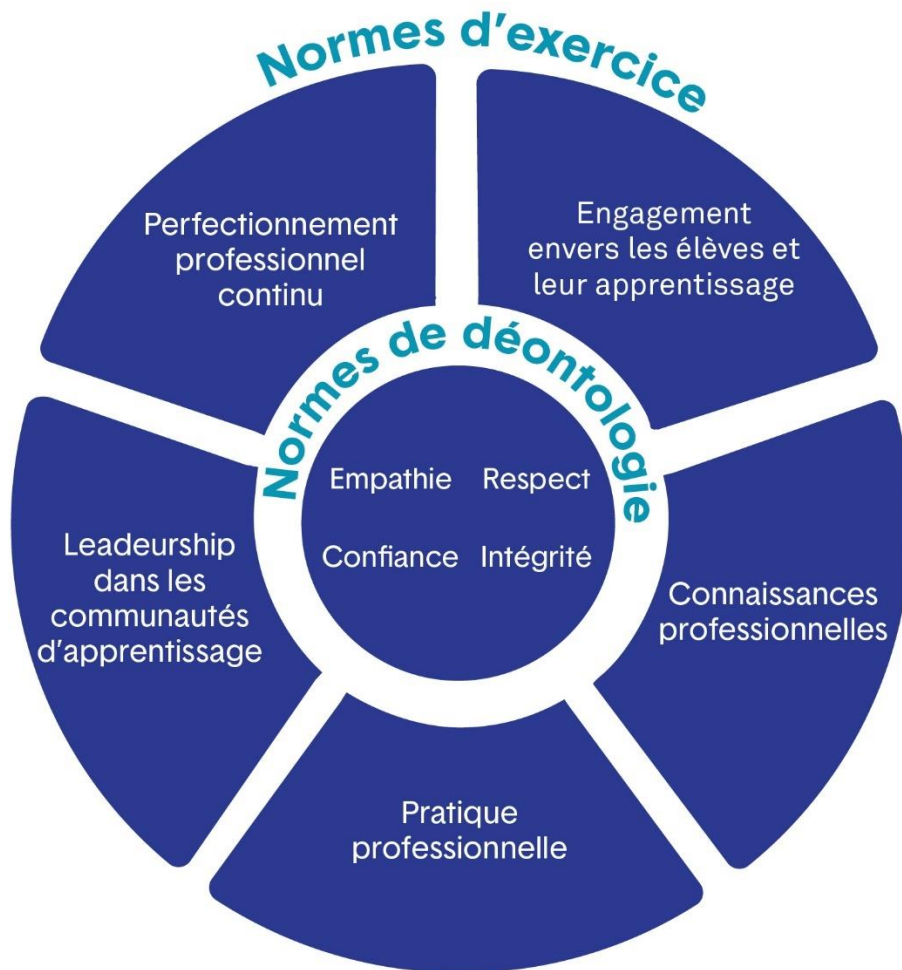 Normes d'exercice
Perfectionnement
professionnel
continu
Engagement
envers les élèves et
leur apprentissage
Normes de déontologie
Empathie Respect
Confiance Intégrité
Leadeurship
dans les
communautés
d'apprentissage
Connaissances
professionnelles
Pratique
professionnelle